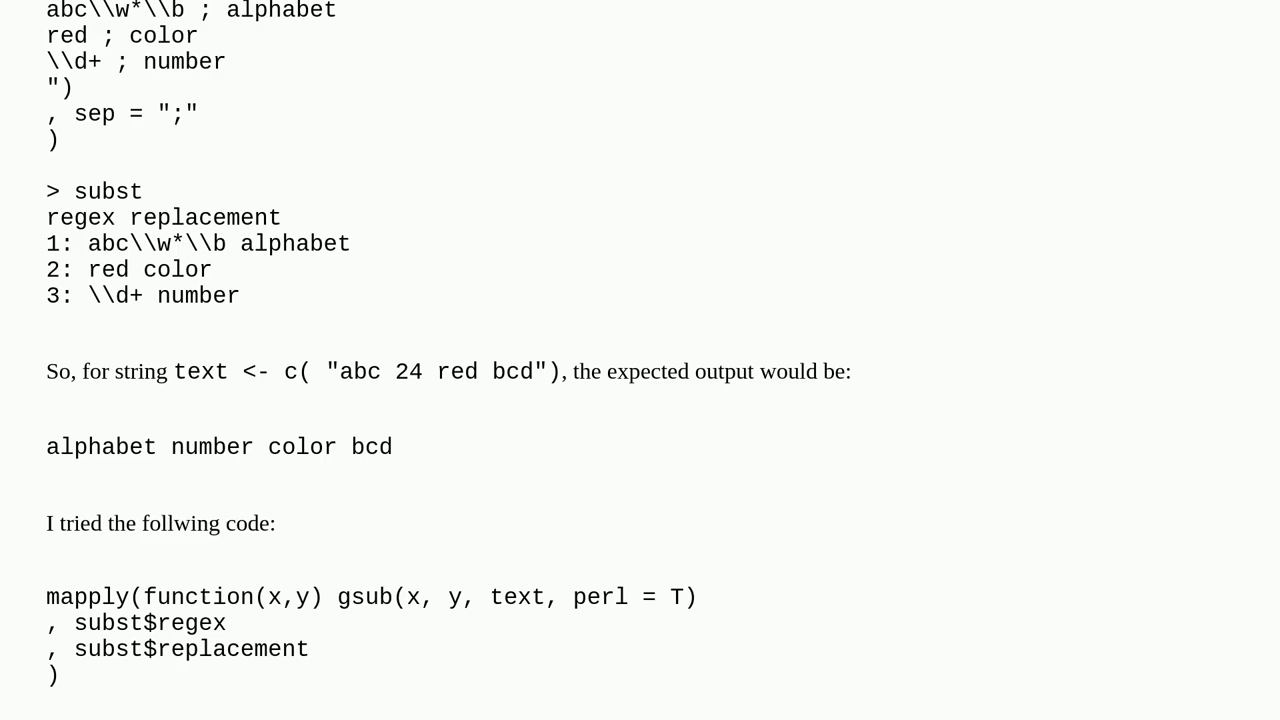 abc\\w*\\b ; alphabet
red ; color
\\d+ ; number
")
, sep = ";"
)
> subst
regex replacement
1: abc\\w*\\b alphabet
2: red color
3: \\d+ number
So, for string text <- c( "abc 24 red bcd"), the expected output would be:
alphabet number color bcd
I tried the follwing code:
mapply(function(x,y) gsub(x, y, text, perl = T)
, subst$regex
, subst$replacement
)